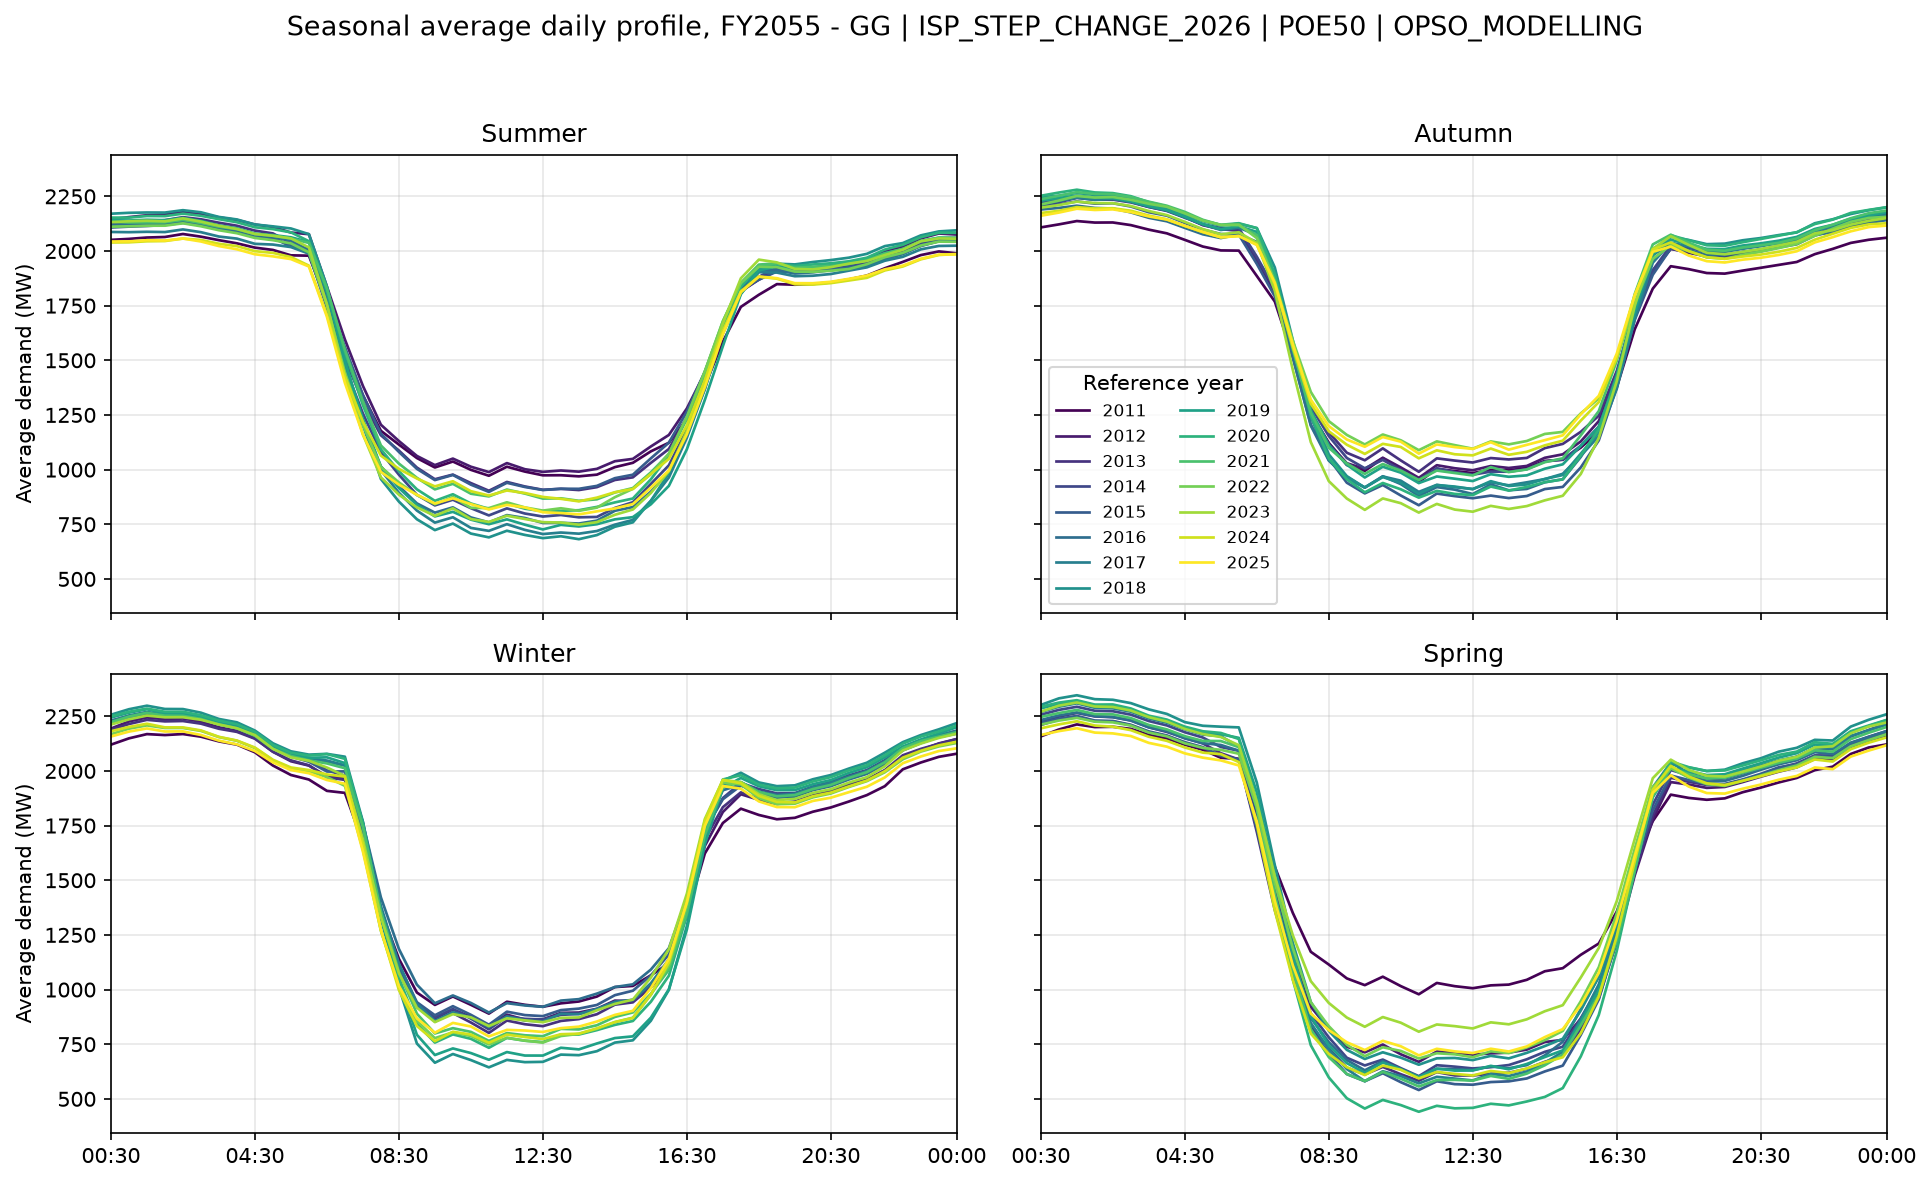 Seasonal average daily profile, FY2055 - GG | ISP_STEP_CHANGE_2026 | POE50 | OPSO_MODELLING
Summer
Autumn
Average demand (MW)
2250
2000
1750
1500
1250
1000
750
500
Reference year
2011 2019
2012 2020
2013 2021
2014 2022
2015 2023
2016 2024
2017 2025
2018
Winter
Spring
Average demand (MW)
2250
2000
1750
1500
1250
1000
750
500
00:30 04:30 08:30 12:30 16:30 20:30 00:00
00:30 04:30 08:30 12:30 16:30 20:30 00:00